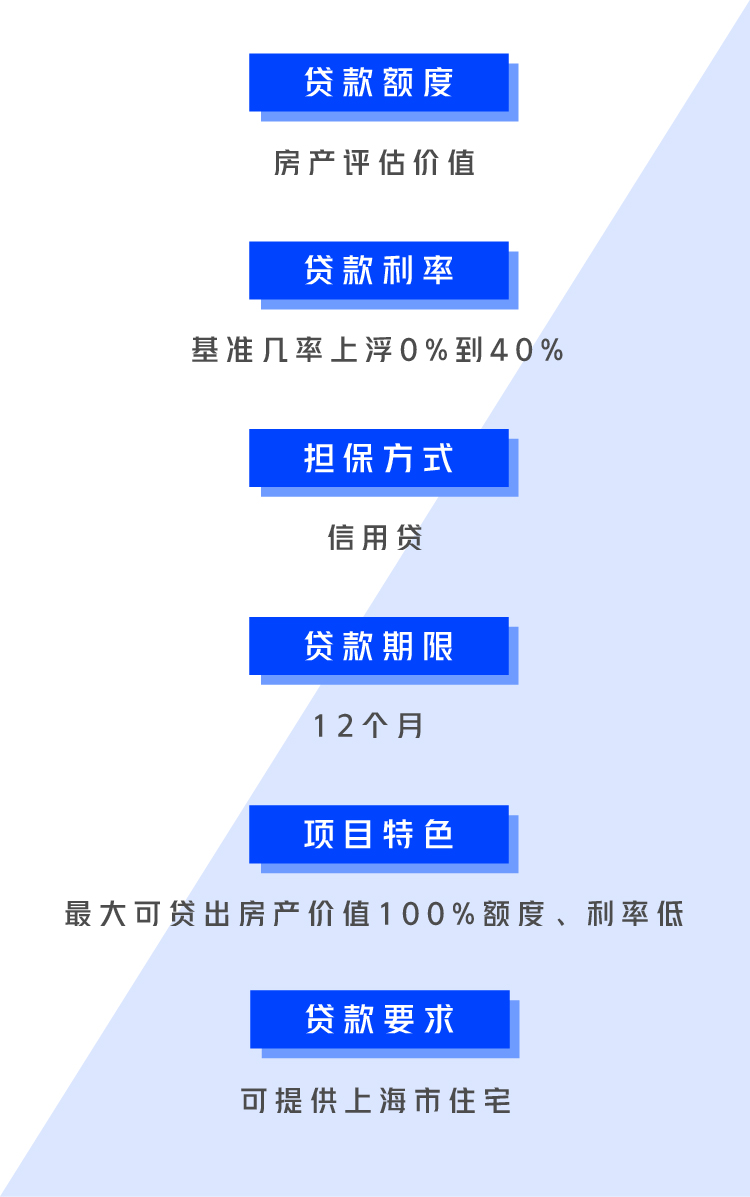 贷款额度
房产评估价值
贷款利率
基准几率上浮0%到40%
担保方式
信用贷
贷款期限
12个月
项目特色
最大可贷出房产价值100%额度、利率低
贷款要求
可提供上海市住宅